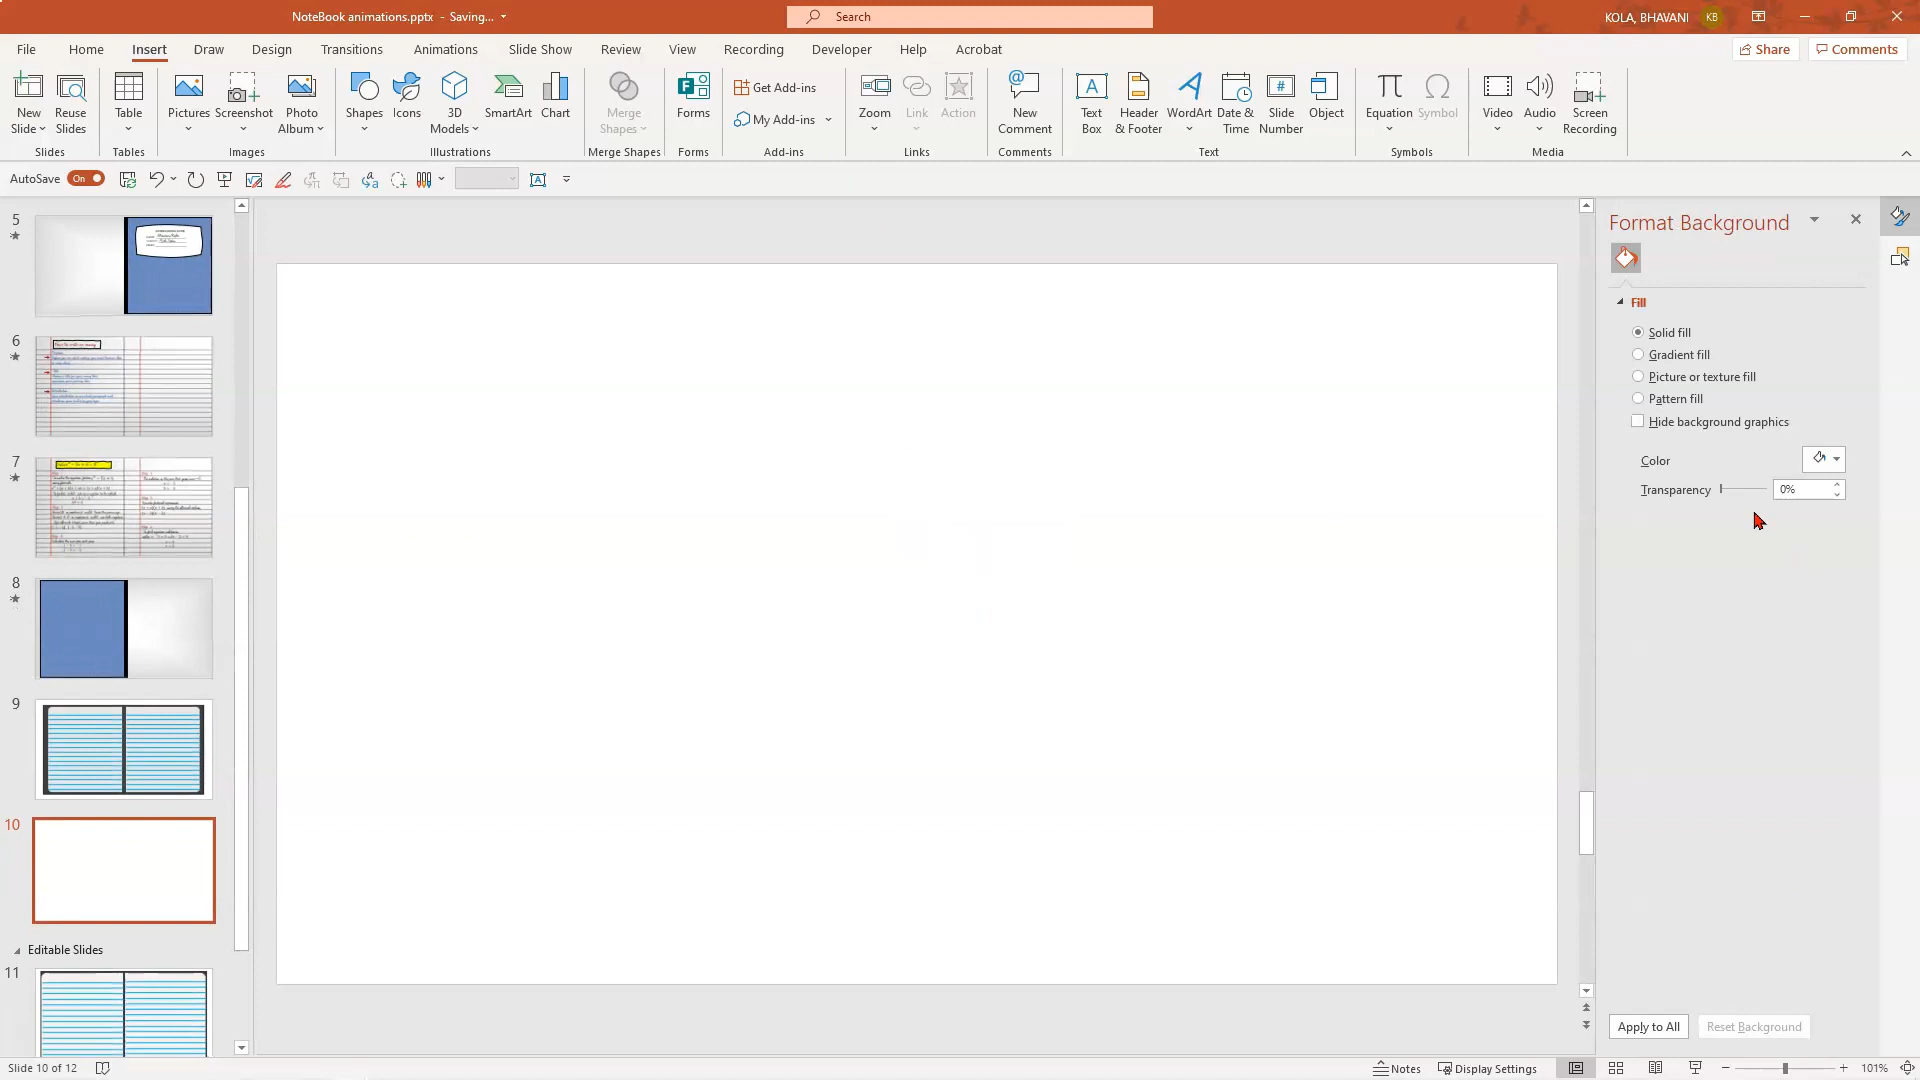 NoteBook animations.pptx - Saving...
Search
KOLA, BHAVANI
KB
File Home Insert Draw Design Transitions Animations Slide Show Review View Recording Developer Help Acrobat
Share
Comments
New Slide
Reuse Slides
Table
Pictures
Screenshot
Photo Album
Shapes
Icons
3D Models
SmartArt
Chart
Merge Shapes
Forms
Get Add-ins
My Add-ins
Zoom
Link
Action
New Comment
Text Box
Header & Footer
WordArt
Date & Time
Slide Number
Object
Equation
Symbol
Video
Audio
Screen Recording
Slides
Tables
Images
Illustrations
Merge Shapes
Forms
Add-ins
Links
Comments
Text
Symbols
Media
AutoSave On
5
6
7
8
9
10
Editable Slides
11
Format Background
Fill
Solid fill
Gradient fill
Picture or texture fill
Pattern fill
Hide background graphics
Color
Transparency 0%
Apply to All
Reset Background
Slide 10 of 12
Notes
Display Settings
101%